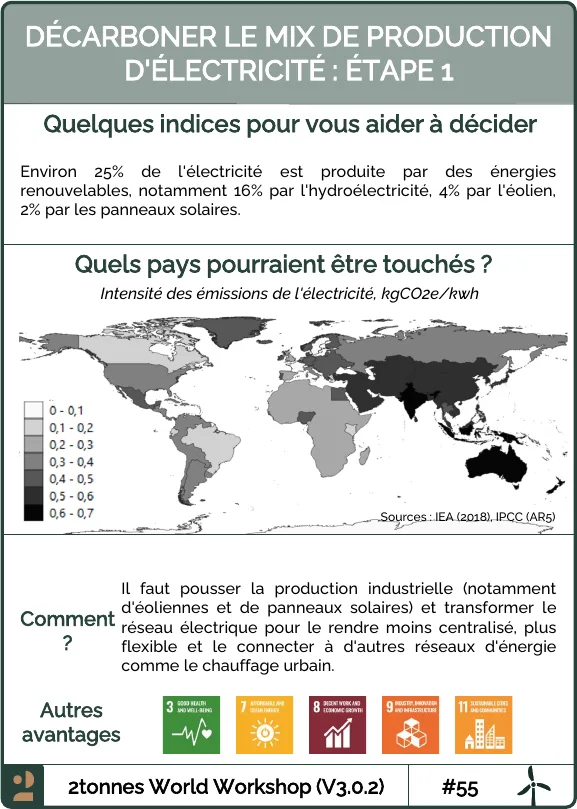 DÉCARBONER LE MIX DE PRODUCTION
D'ÉLECTRICITÉ : ÉTAPE 1
Quelques indices pour vous aider à décider
Environ 25% de l'électricité est produite par des énergies
renouvelables, notamment 16% par l'hydroélectricité, 4% par l'éolien,
2% par les panneaux solaires.
Quels pays pourraient être touchés ?
Intensité des émissions de l'électricité, kgCO2e/kwh
0 - 0,1
0,1 - 0,2
0,2 - 0,3
0,3 - 0,4
0,4 - 0,5
0,5 - 0,6
0,6 - 0,7
Sources : IEA (2018), IPCC (AR5)
Comment
?
Il faut pousser la production industrielle (notamment
d'éoliennes et de panneaux solaires) et transformer le
réseau électrique pour le rendre moins centralisé, plus
flexible et le connecter à d'autres réseaux d'énergie
comme le chauffage urbain.
Autres
avantages
3 GOOD HEALTH
AND WELL-BEING
7 AFFORDABLE AND
CLEAN ENERGY
8 DECENT WORK AND
ECONOMIC GROWTH
9 INDUSTRY, INNOVATION
AND INFRASTRUCTURE
11 SUSTAINABLE CITIES
AND COMMUNITIES
2tonnes World Workshop (V3.0.2)
#55